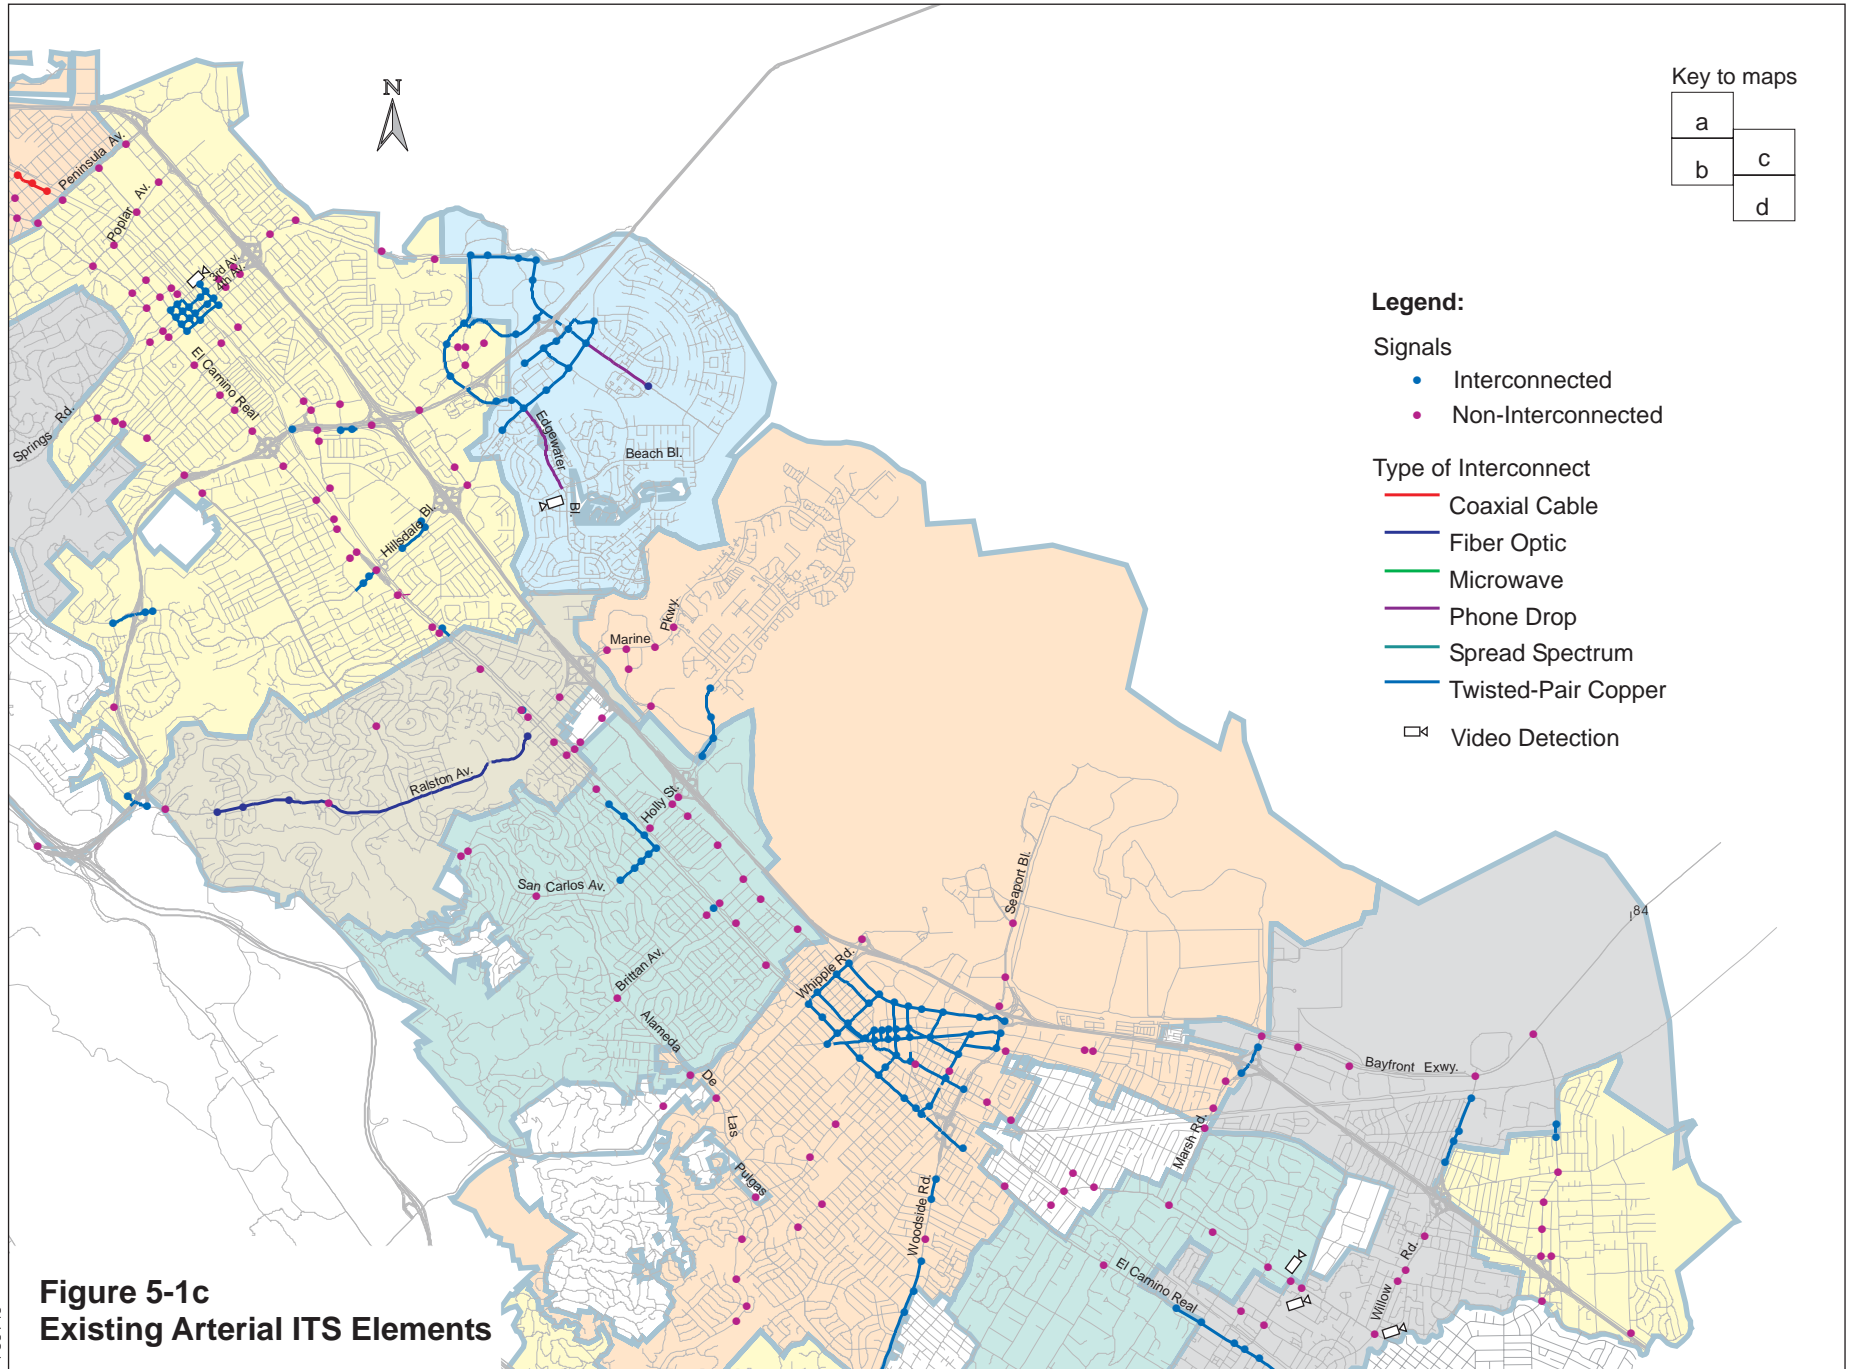 N
Key to maps
a
b
c
d
Peninsula Av.
Poplar Av.
3rd Av.
4th Av.
El Camino Real
Springs Rd.
Hillsdale Bl.
Edgewater Bl.
Beach Bl.
Marine Pkwy.
Ralston Av.
Holly St.
San Carlos Av.
Brittan Av.
Alameda De Las Pulgas
Whipple Rd.
Seaport Bl.
Woodside Rd.
Marsh Rd.
Bayfront Exwy.
84
Willow Rd.
El Camino Real
Legend:
Signals
Interconnected
Non-Interconnected
Type of Interconnect
Coaxial Cable
Fiber Optic
Microwave
Phone Drop
Spread Spectrum
Twisted-Pair Copper
Video Detection
Figure 5-1c
Existing Arterial ITS Elements